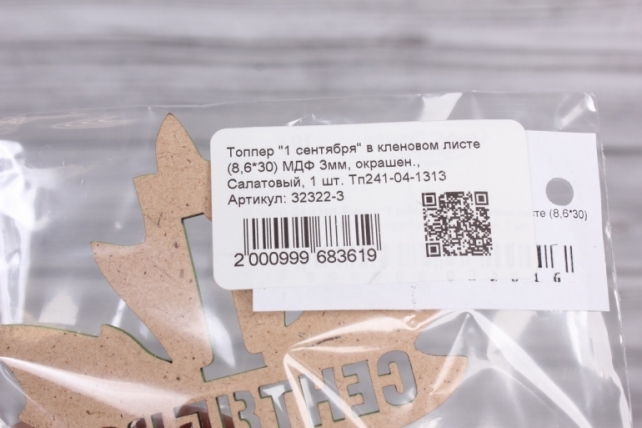 Топпер "1 сентября" в кленовом листе
(8,6*30) МДФ 3мм, окрашен.,
Салатовый, 1 шт. Тп241-04-1313
Артикул: 32322-3
2 000999 683619
(8,6*30)